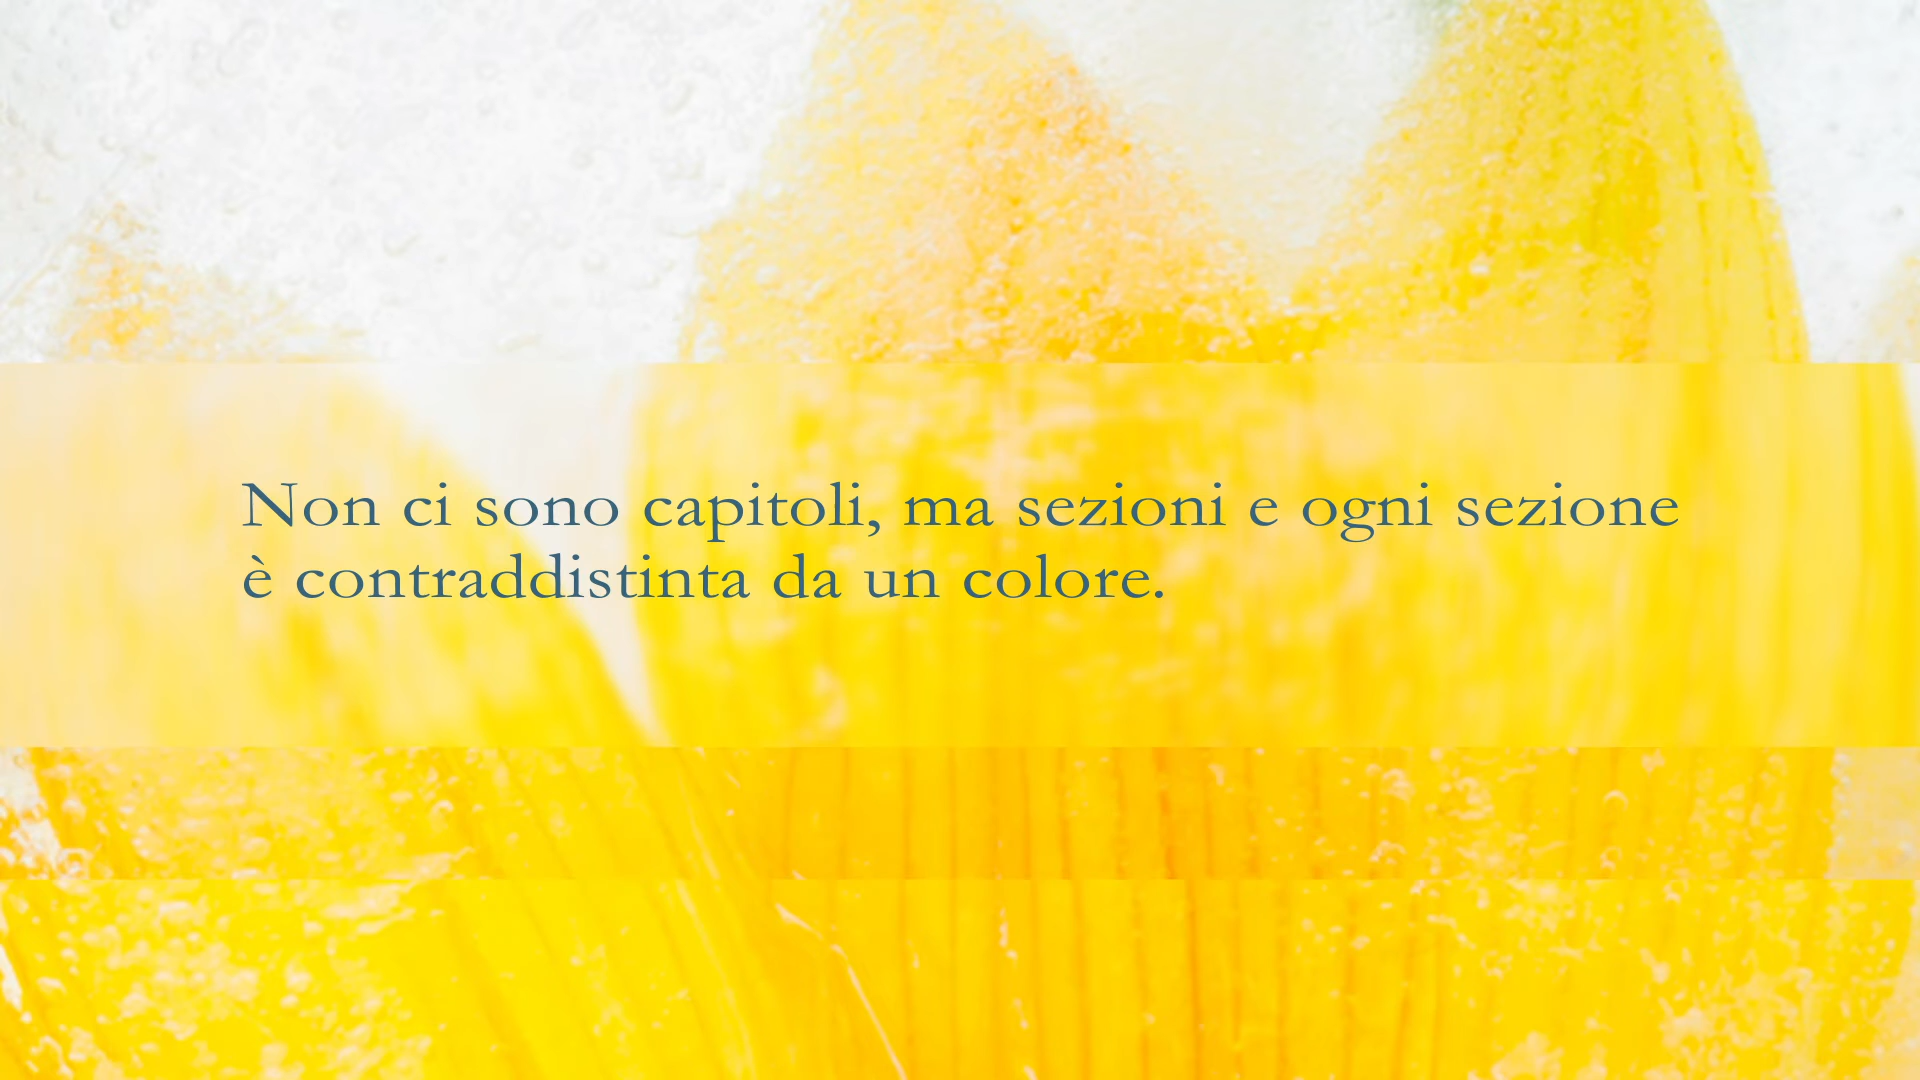 Non ci sono capitoli, ma sezioni e ogni sezione
è contraddistinta da un colore.